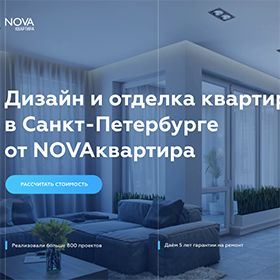 NOVA
КВАРТИРА
Дизайн и отделка кварти
в Санкт-Петербурге
от NOVAквартира
РАССЧИТАТЬ СТОИМОСТЬ
Реализовали больше 800 проектов
Даём 5 лет гарантии на ремонт